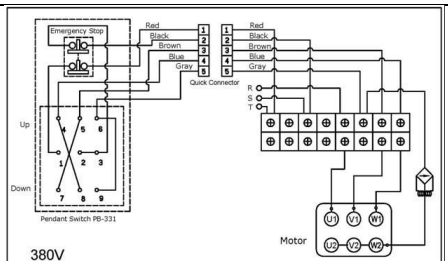 Emergency Stop
Red
Black
Brown
Blue
Gray
1
2
3
4
5
1
2
3
4
5
Quick Connector
Red
Black
Brown
Blue
Gray
R
S
T
Up
4 5 6
1 2 3
Down
7 8 9
Pendant Switch PB-331
Motor
U1 V1 W1
U2 V2 W2
380V